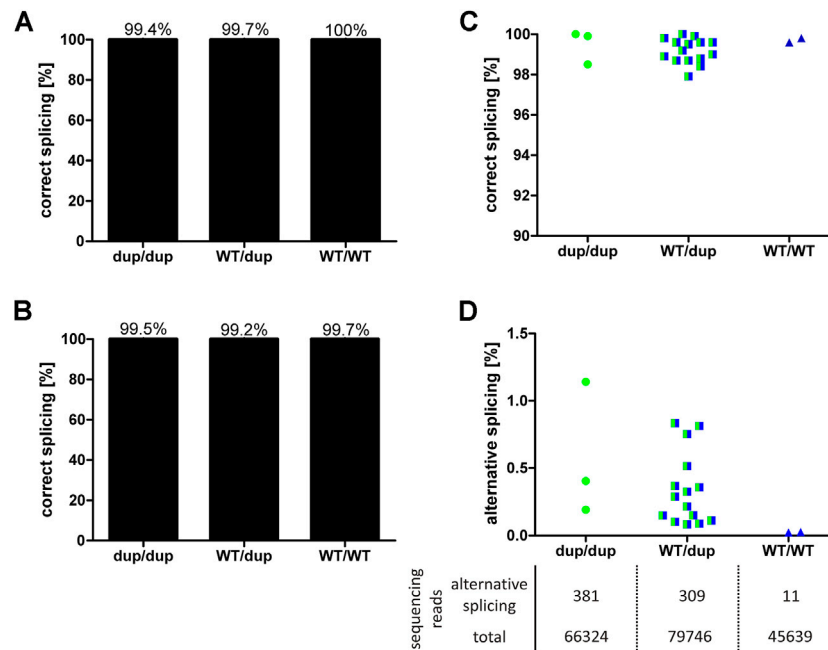 A
99.4% 99.7% 100%
correct splicing [%]
100
80
60
40
20
0
dup/dup WT/dup WT/WT
B
99.5% 99.2% 99.7%
correct splicing [%]
100
80
60
40
20
0
dup/dup WT/dup WT/WT
C
correct splicing [%]
100
98
96
94
92
90
dup/dup WT/dup WT/WT
D
alternative splicing [%]
1.5
1.0
0.5
0.0
dup/dup WT/dup WT/WT
sequencing
reads
alternative
splicing
381 309 11
total 66324 79746 45639